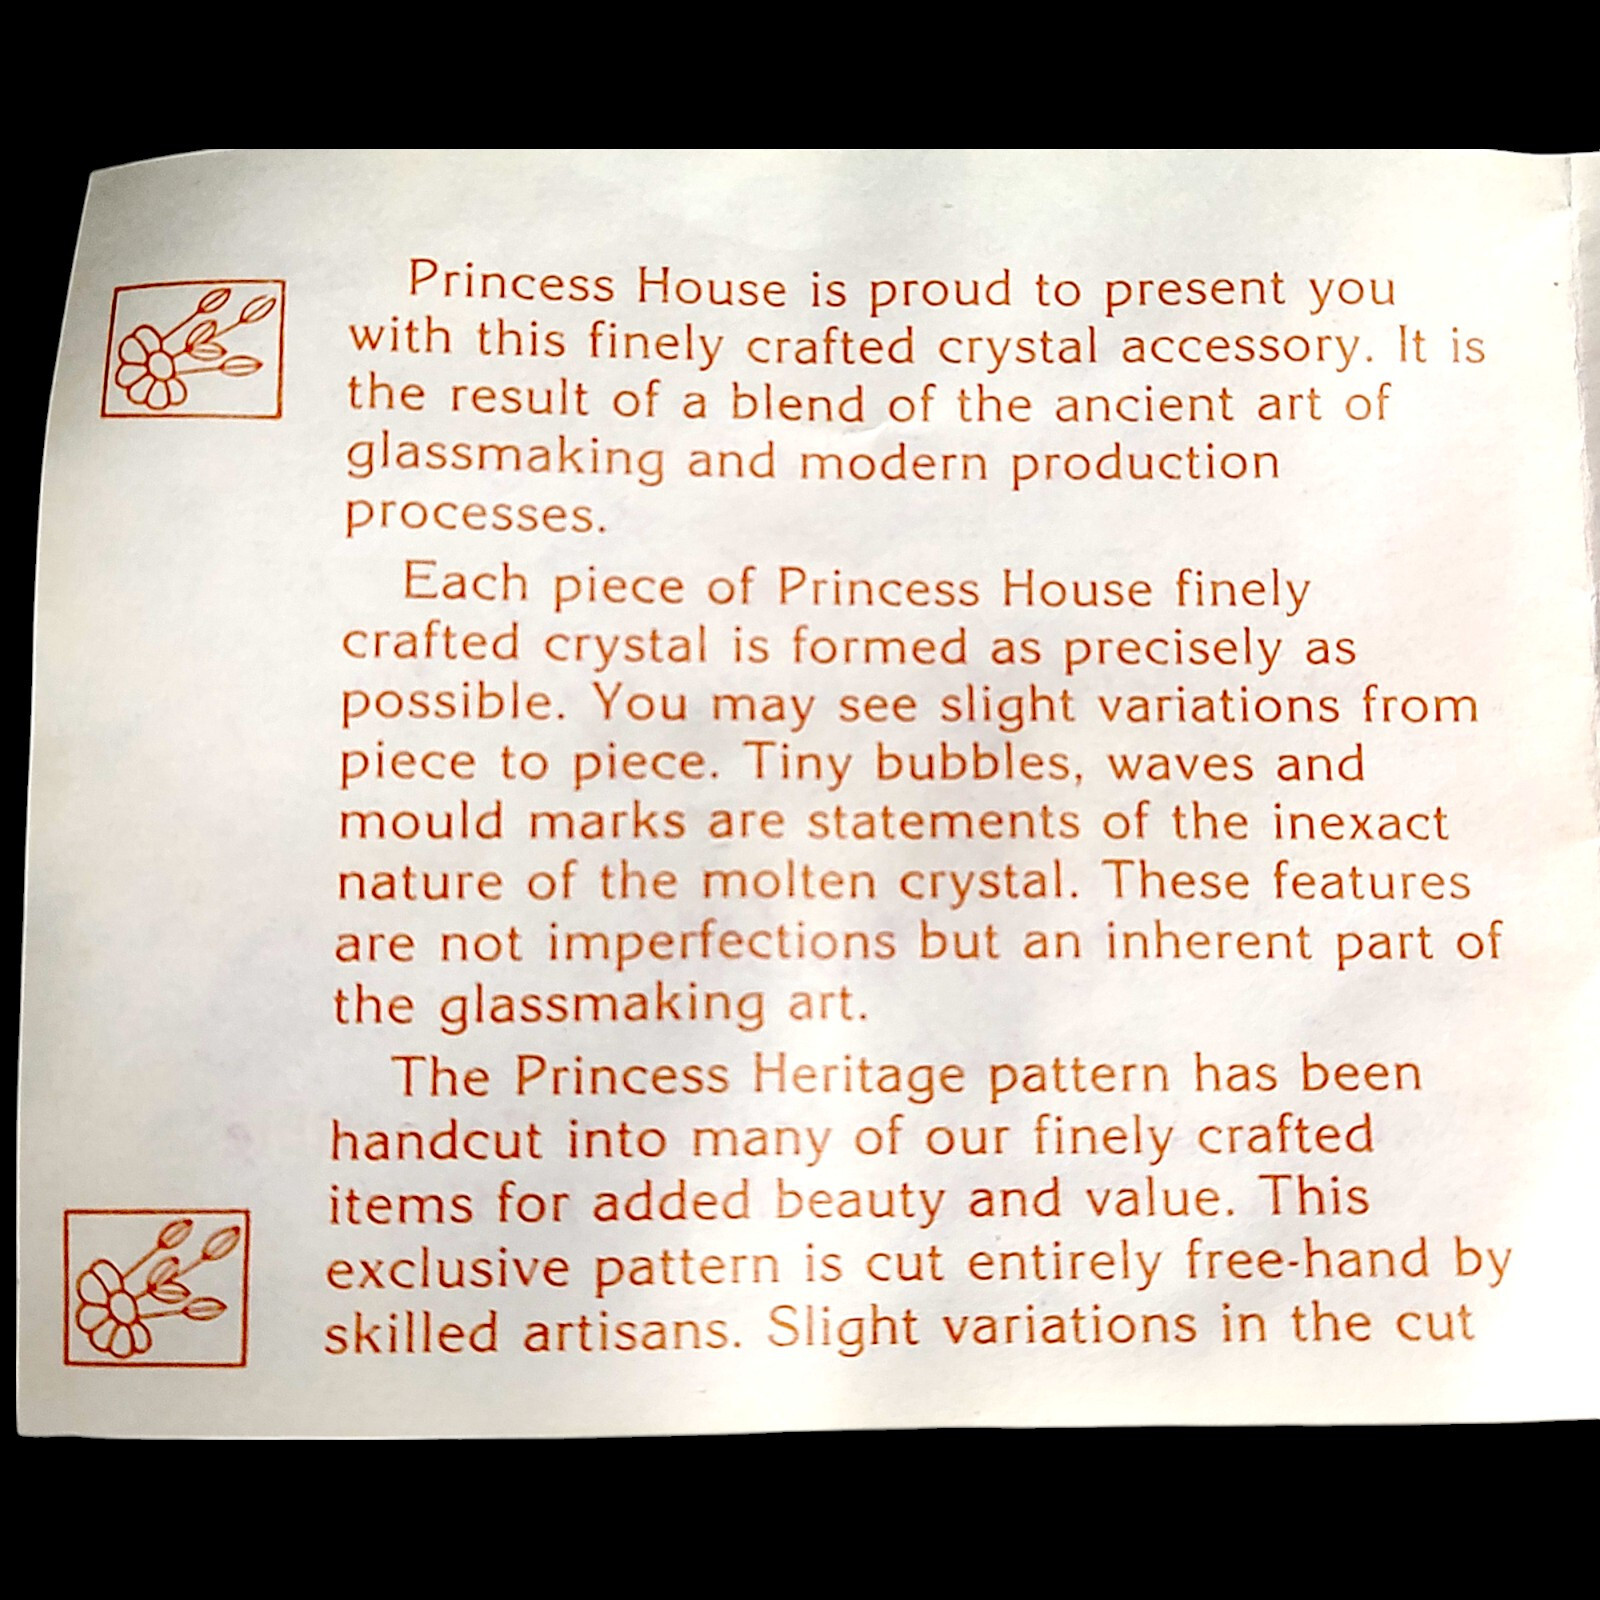 Princess House is proud to present you
with this finely crafted crystal accessory. It is
the result of a blend of the ancient art of
glassmaking and modern production
processes.
Each piece of Princess House finely
crafted crystal is formed as precisely as
possible. You may see slight variations from
piece to piece. Tiny bubbles, waves and
mould marks are statements of the inexact
nature of the molten crystal. These features
are not imperfections but an inherent part of
the glassmaking art.
The Princess Heritage pattern has been
handcut into many of our finely crafted
items for added beauty and value. This
exclusive pattern is cut entirely free-hand by
skilled artisans. Slight variations in the cut